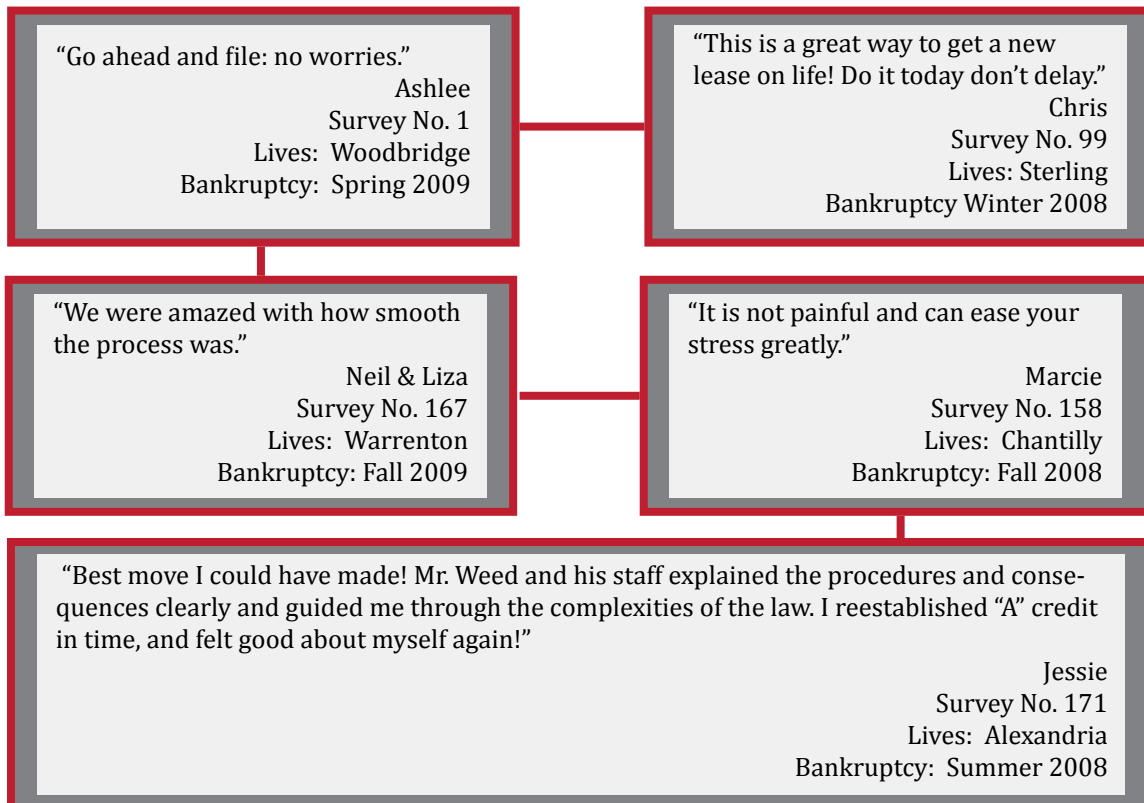 “Go ahead and file: no worries.”
Ashlee
Survey No. 1
Lives:  Woodbridge
Bankruptcy:  Spring 2009
“This is a great way to get a new
lease on life! Do it today don’t delay.”
Chris
Survey No. 99
Lives: Sterling
Bankruptcy Winter 2008
“We were amazed with how smooth
the process was.”
Neil & Liza
Survey No. 167
Lives:  Warrenton
Bankruptcy: Fall 2009
“It is not painful and can ease your
stress greatly.”
Marcie
Survey No. 158
Lives:  Chantilly
Bankruptcy: Fall 2008
“Best move I could have made! Mr. Weed and his staff explained the procedures and conse-
quences clearly and guided me through the complexities of the law. I reestablished “A” credit
in time, and felt good about myself again!”
Jessie
Survey No. 171
Lives:  Alexandria
Bankruptcy:  Summer 2008